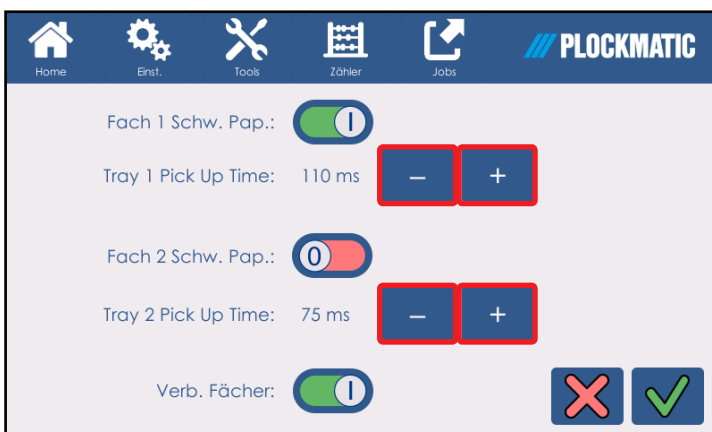 Home Einst. Tools Zähler Jobs PLOCKMATIC
Fach 1 Schw. Pap.: I
Tray 1 Pick Up Time: 110 ms – +
Fach 2 Schw. Pap.: 0
Tray 2 Pick Up Time: 75 ms – +
Verb. Fächer: I